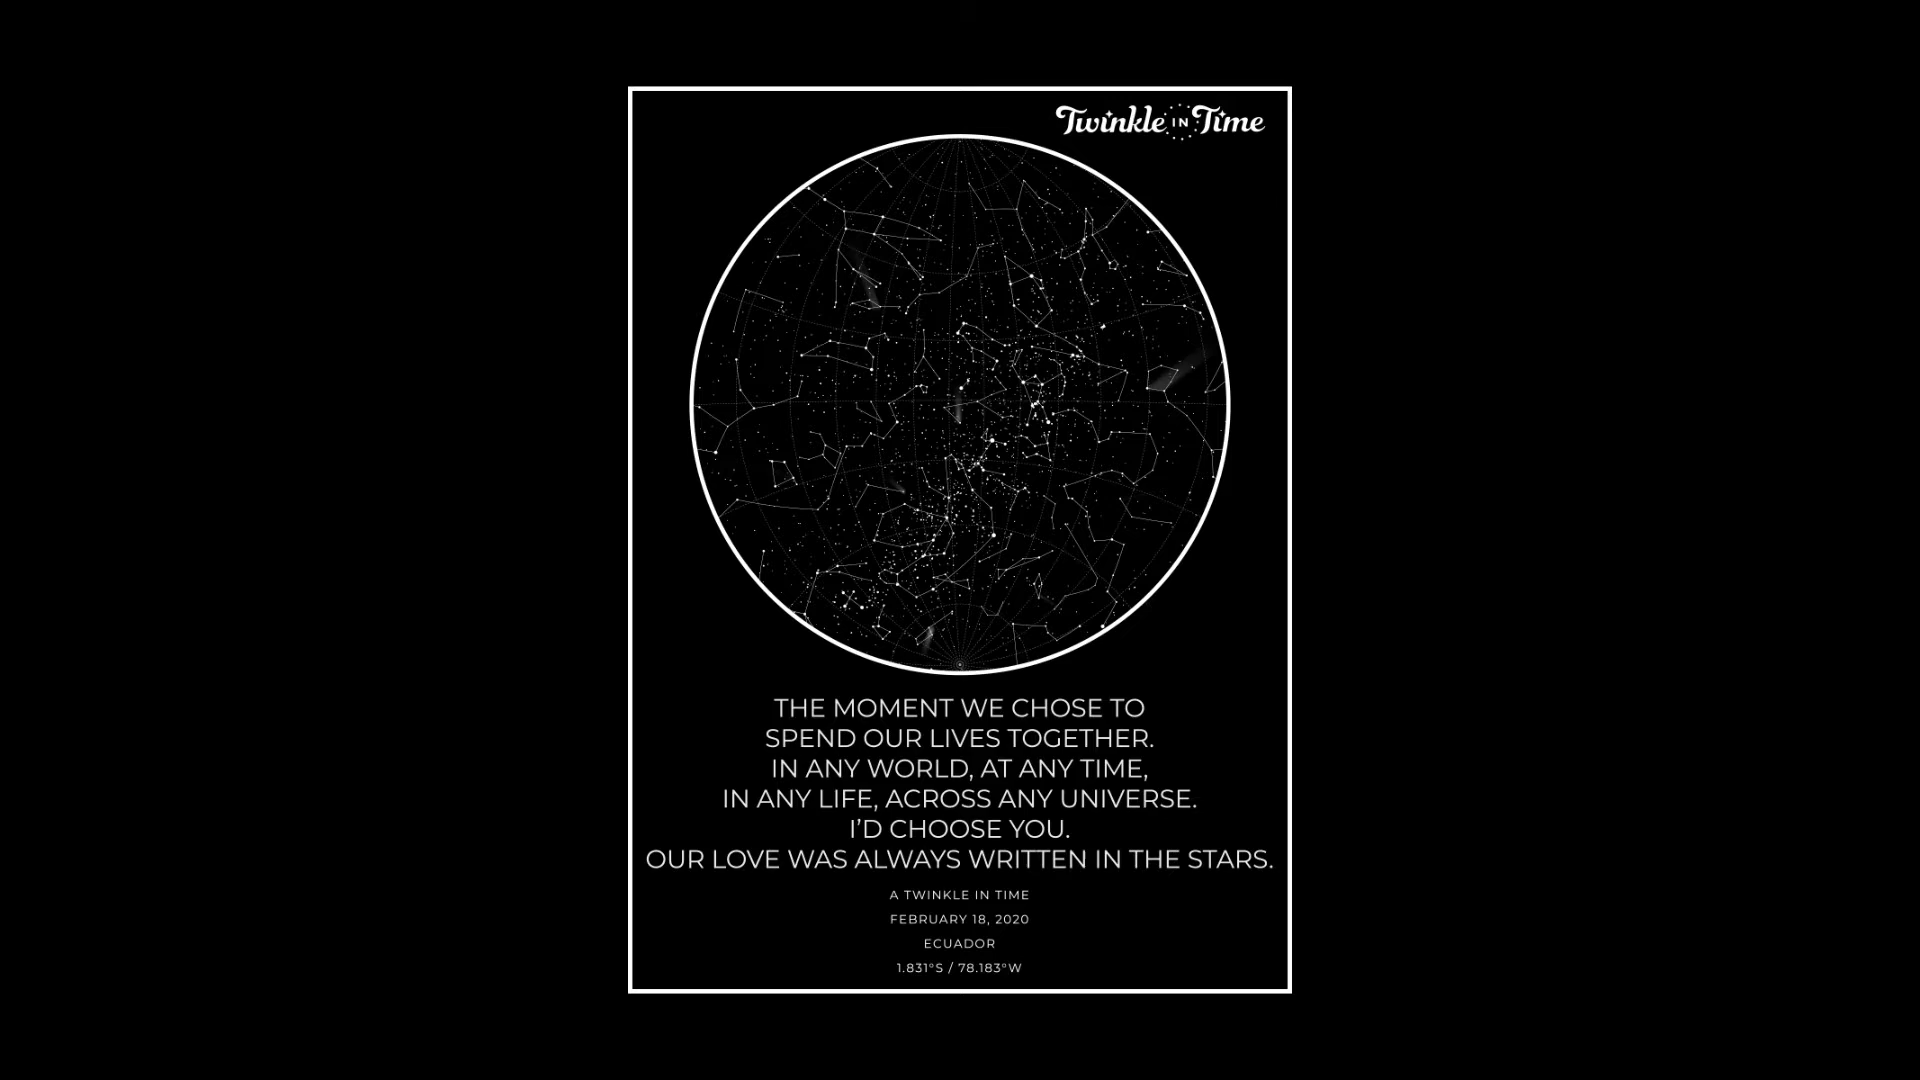 Twinkle IN Time
THE MOMENT WE CHOSE TO
SPEND OUR LIVES TOGETHER.
IN ANY WORLD, AT ANY TIME,
IN ANY LIFE, ACROSS ANY UNIVERSE.
I’D CHOOSE YOU.
OUR LOVE WAS ALWAYS WRITTEN IN THE STARS.
A TWINKLE IN TIME
FEBRUARY 18, 2020
ECUADOR
1.831°S / 78.183°W